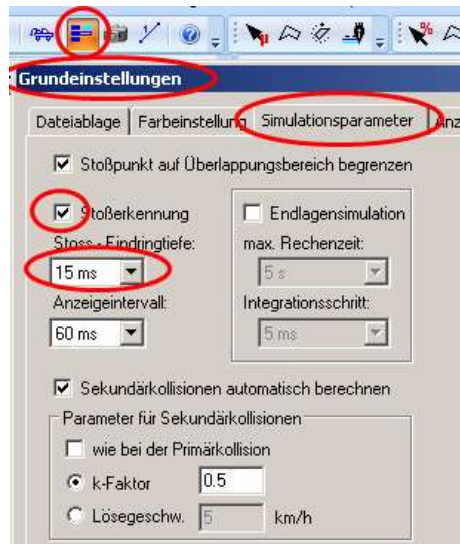 Grundeinstellungen
Dateiablage Farbeinstellung Simulationsparameter
Stoßpunkt auf Überlappungsbereich begrenzen
Stoßerkennung Endlagensimulation
Stoss - Eindringtiefe: max. Rechenzeit:
15 ms 5 s
Anzeigeintervall: Integrationsschritt:
60 ms 5 ms
Sekundärkollisionen automatisch berechnen
Parameter für Sekundärkollisionen
wie bei der Primärkollision
k-Faktor 0.5
Lösegeschw. 5 km/h